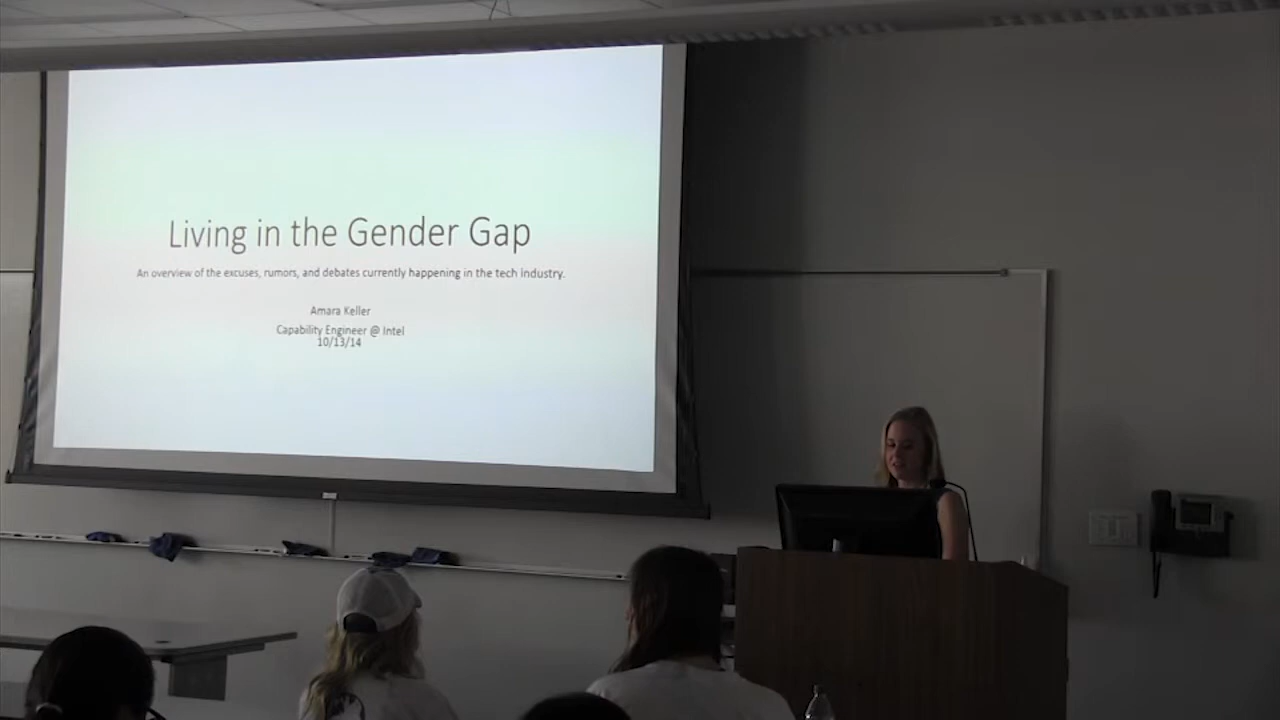 Living in the Gender Gap
An overview of the excuses, rumors, and debates currently happening in the tech industry.
Amara Keller
Capability Engineer @ Intel
10/13/14